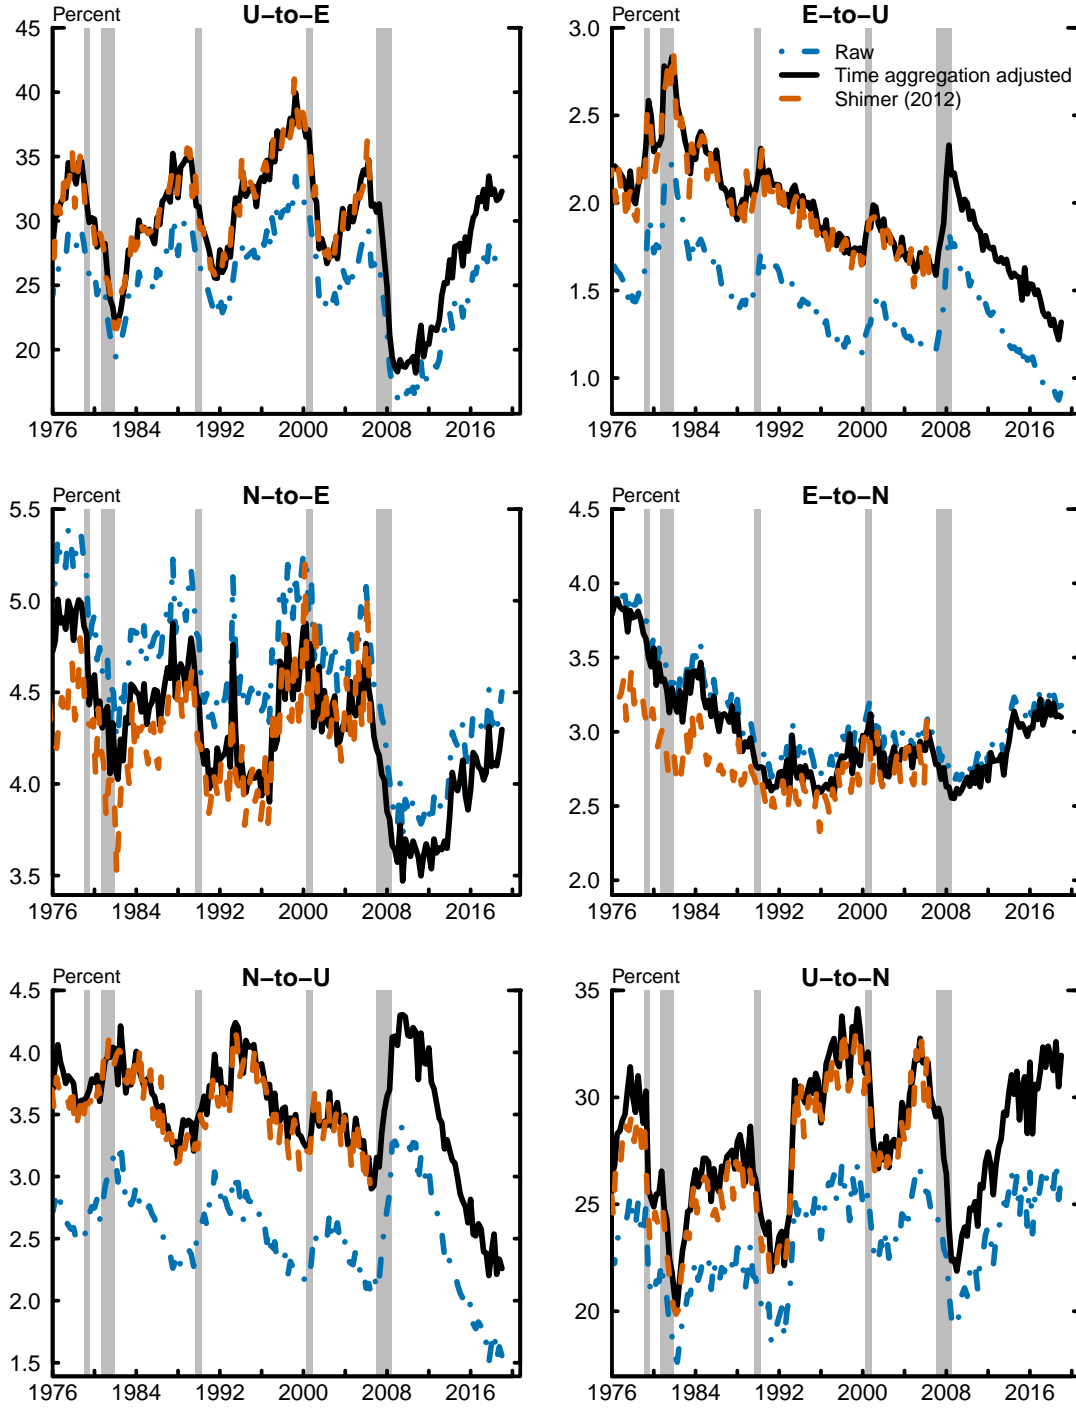 U–to–E
Percent
45
40
35
30
25
20
1976 1984 1992 2000 2008 2016
E–to–U
Percent
3.0
2.5
2.0
1.5
1.0
Raw
Time aggregation adjusted
Shimer (2012)
1976 1984 1992 2000 2008 2016
N–to–E
Percent
5.5
5.0
4.5
4.0
3.5
1976 1984 1992 2000 2008 2016
E–to–N
Percent
4.5
4.0
3.5
3.0
2.5
2.0
1976 1984 1992 2000 2008 2016
N–to–U
Percent
4.5
4.0
3.5
3.0
2.5
2.0
1.5
1976 1984 1992 2000 2008 2016
U–to–N
Percent
35
30
25
20
1976 1984 1992 2000 2008 2016